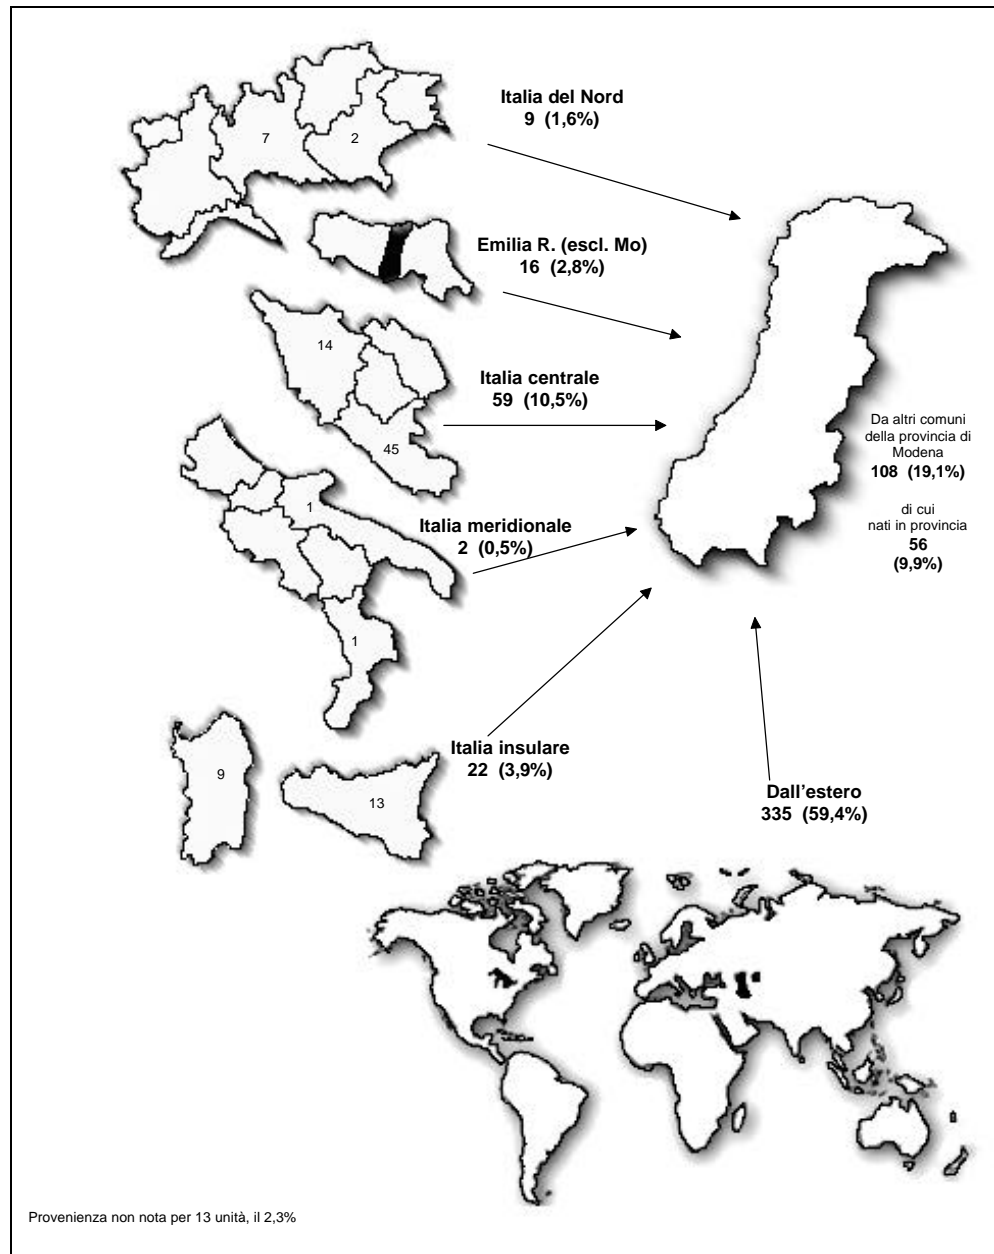 Italia del Nord
9 (1,6%)
7
2
Emilia R. (escl. Mo)
16 (2,8%)
14
Italia centrale
59 (10,5%)
45
Da altri comuni
della provincia di
Modena
108 (19,1%)
di cui
nati in provincia
56
(9,9%)
1
Italia meridionale
2 (0,5%)
1
9
13
Italia insulare
22 (3,9%)
Dall'estero
335 (59,4%)
Provenienza non nota per 13 unità, il 2,3%